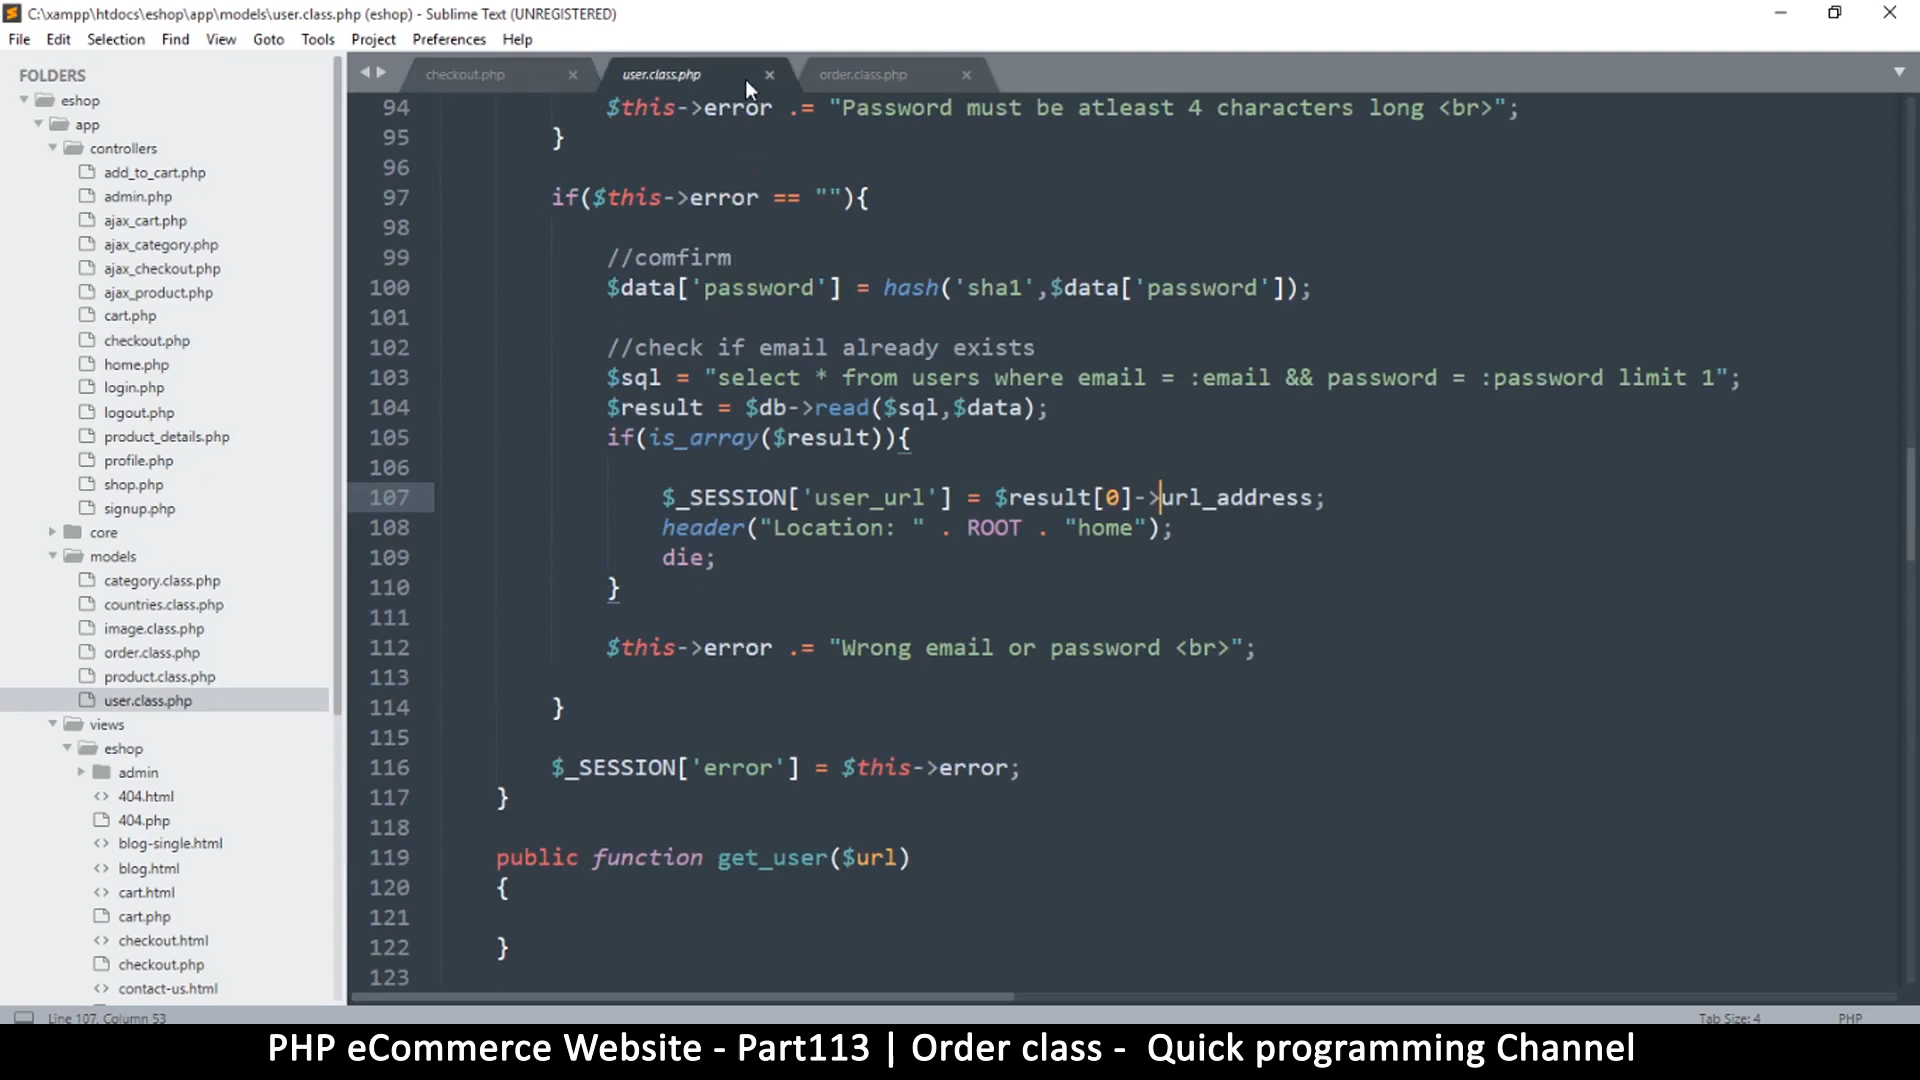 C:\xampp\htdocs\eshop\app\models\user.class.php (eshop) - Sublime Text (UNREGISTERED)
File Edit Selection Find View Goto Tools Project Preferences Help
FOLDERS
eshop
app
controllers
add_to_cart.php
admin.php
ajax_cart.php
ajax_category.php
ajax_checkout.php
ajax_product.php
cart.php
checkout.php
home.php
login.php
logout.php
product_details.php
profile.php
shop.php
signup.php
core
models
category.class.php
countries.class.php
image.class.php
order.class.php
product.class.php
user.class.php
views
eshop
admin
404.html
404.php
blog-single.html
blog.html
cart.html
cart.php
checkout.html
checkout.php
contact-us.html
checkout.php user.class.php order.class.php
94 $this->error .= "Password must be atleast 4 characters long <br>";
95 }
96
97 if($this->error == ""){
98
99 //comfirm
100 $data['password'] = hash('sha1',$data['password']);
101
102 //check if email already exists
103 $sql = "select * from users where email = :email && password = :password limit 1";
104 $result = $db->read($sql,$data);
105 if(is_array($result)){
106
107 $_SESSION['user_url'] = $result[0]->url_address;
108 header("Location: " . ROOT . "home");
109 die;
110 }
111
112 $this->error .= "Wrong email or password <br>";
113
114 }
115
116 $_SESSION['error'] = $this->error;
117 }
118
119 public function get_user($url)
120 {
121
122 }
123
Line 107, Column 53 Tab Size: 4 PHP
PHP eCommerce Website - Part113 | Order class - Quick programming Channel